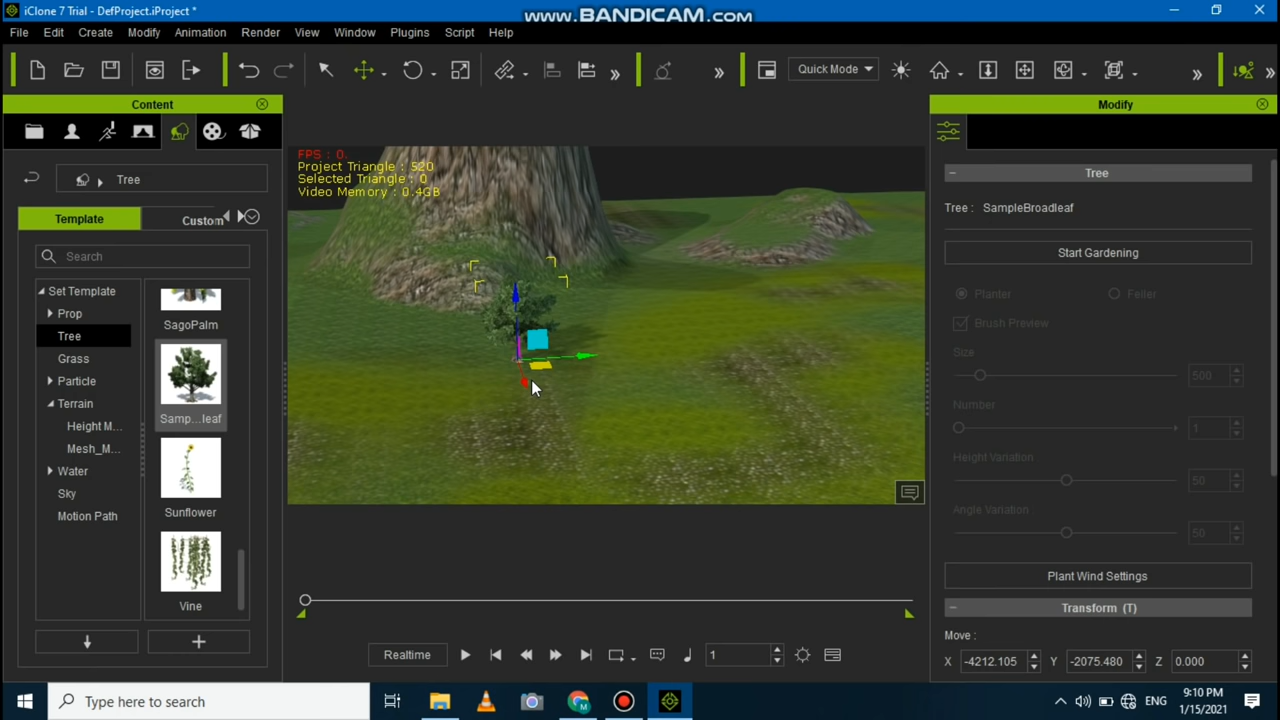 iClone 7 Trial - DefProject.iProject *
www.BANDICAM.com
File Edit Create Modify Animation Render View Window Plugins Script Help
Quick Mode
Content
Modify
Tree
Template
Custom
Search
Set Template
Prop
Tree
Grass
Particle
Terrain
Height M...
Mesh_M...
Water
Sky
Motion Path
SagoPalm
Samp...leaf
Sunflower
Vine
FPS : 0.
Project Triangle : 520
Selected Triangle : 0
Video Memory : 0.4GB
Tree
Tree : SampleBroadleaf
Start Gardening
Planter Feller
Brush Preview
Size
500
Number
1
Height Variation
50
Angle Variation
50
Plant Wind Settings
Transform (T)
Move :
X -4212.105 Y -2075.480 Z 0.000
Realtime
1
Type here to search
ENG
9:10 PM
1/15/2021